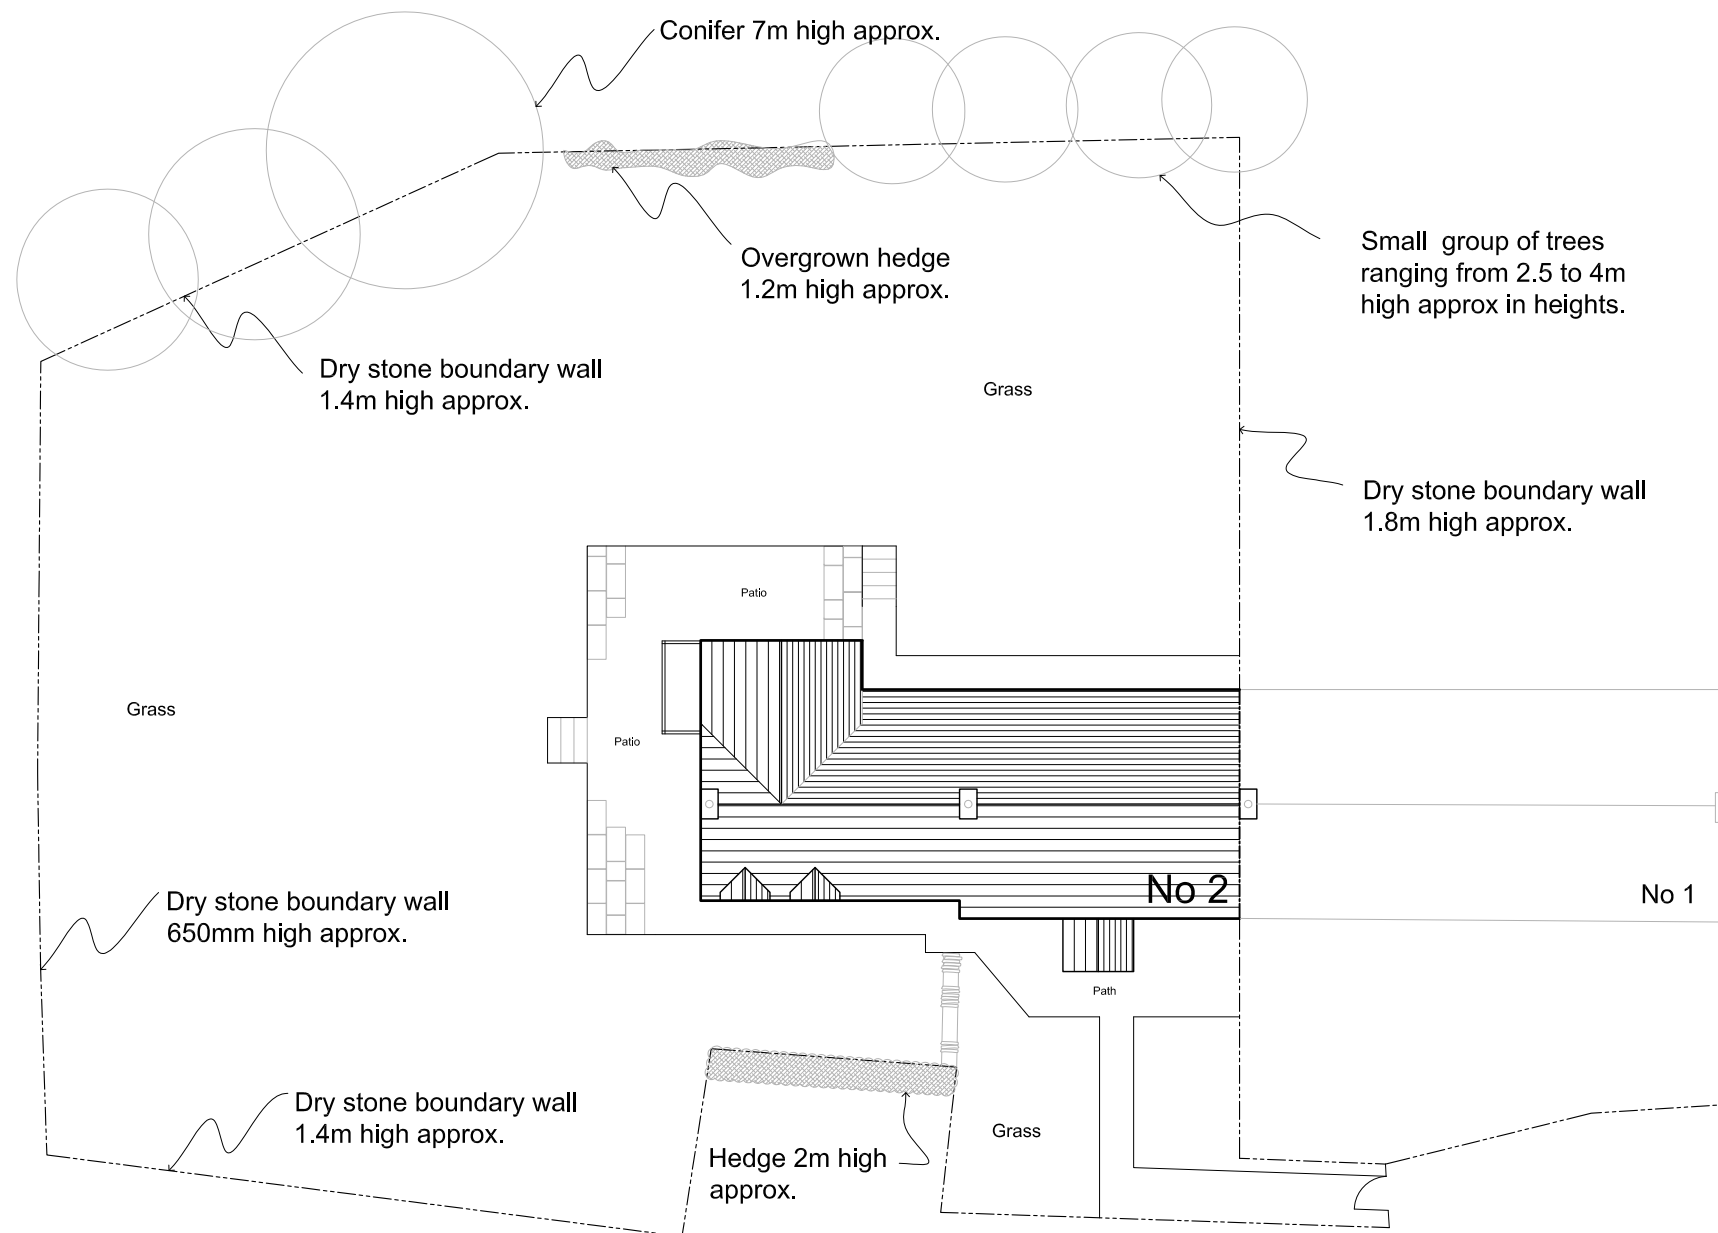 Conifer 7m high approx.
Overgrown hedge
1.2m high approx.
Small group of trees
ranging from 2.5 to 4m
high approx in heights.
Dry stone boundary wall
1.4m high approx.
Grass
Dry stone boundary wall
1.8m high approx.
Patio
Grass
Patio
No 2
No 1
Dry stone boundary wall
650mm high approx.
Path
Dry stone boundary wall
1.4m high approx.
Grass
Hedge 2m high
approx.